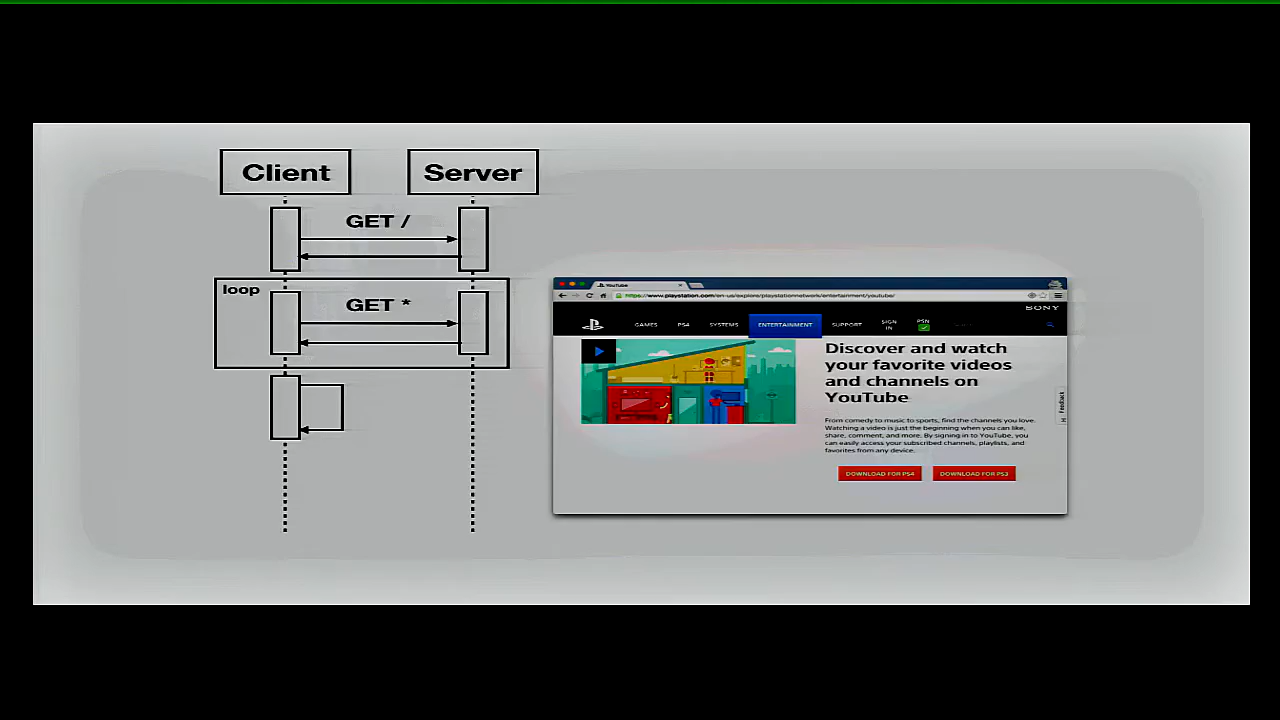 Client
Server
GET /
loop
GET *
YouTube
https://www.playstation.com/en-us/explore/playstationnetwork/entertainment/youtube/
SONY
GAMES
PS4
SYSTEMS
ENTERTAINMENT
SUPPORT
SIGN
IN
PSN
Discover and watch
your favorite videos
and channels on
YouTube
From comedy to music to sports, find the channels you love.
Watching a video is just the beginning when you can like,
share, comment, and more. By signing in to YouTube, you
can easily access your subscribed channels, playlists, and
favorites from any device.
DOWNLOAD FOR PS4
DOWNLOAD FOR PS3
Feedback